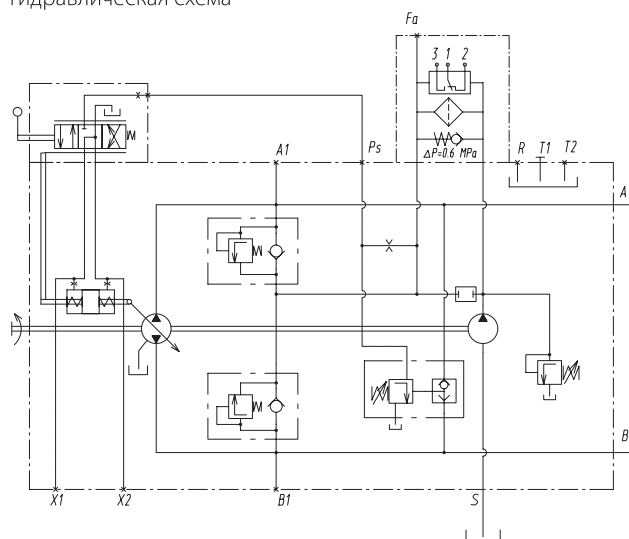 гидравлическая схема
Fa
3 1 2
A1
Ps
ΔP=0.6 MPa
R T1 T2
A
B
X1
X2
B1
S